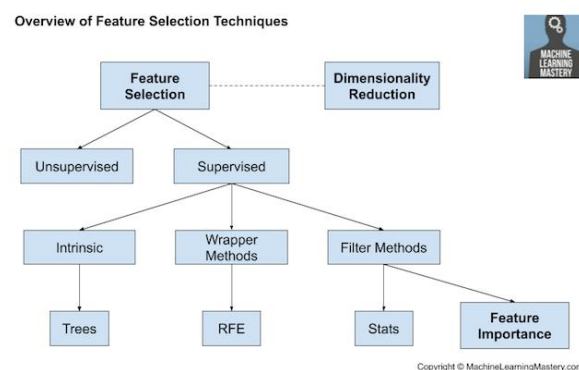 Overview of Feature Selection Techniques
MACHINE
LEARNING
MASTERY
Feature
Selection
Dimensionality
Reduction
Unsupervised
Supervised
Intrinsic
Wrapper
Methods
Filter Methods
Trees
RFE
Stats
Feature
Importance
Copyright © MachineLearningMastery.com